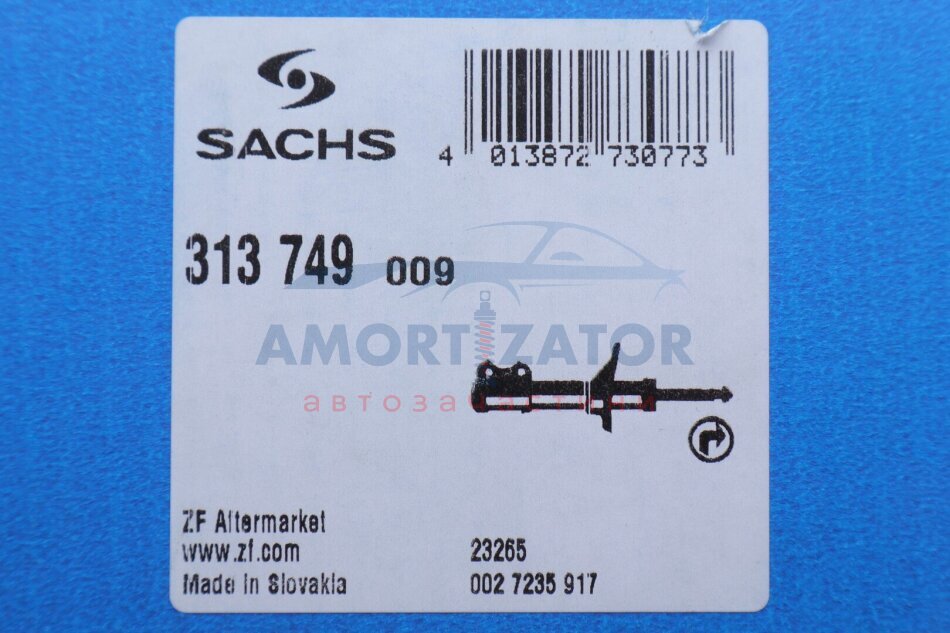 SACHS
4 013872 730773
313 749 009
AMORTIZATOR
автозапчастини
ZF Aftermarket
www.zf.com
23265
Made in Slovakia
002 7235 917